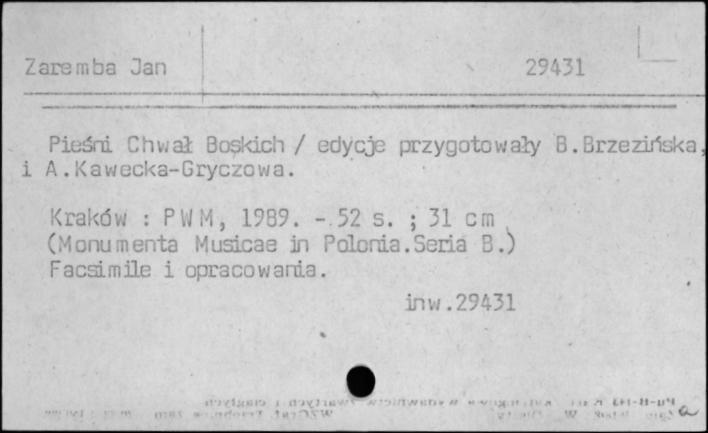 Zaremba Jan 29431
Pieśni Chwał Boskich / edycje przygotowały B.Brzezińska,
i A.Kawecka-Gryczowa.
Kraków : PWM, 1989. - 52 s. ; 31 cm
(Monumenta Musicae in Polonia.Seria B.)
Facsimile i opracowania.
inw.29431
a